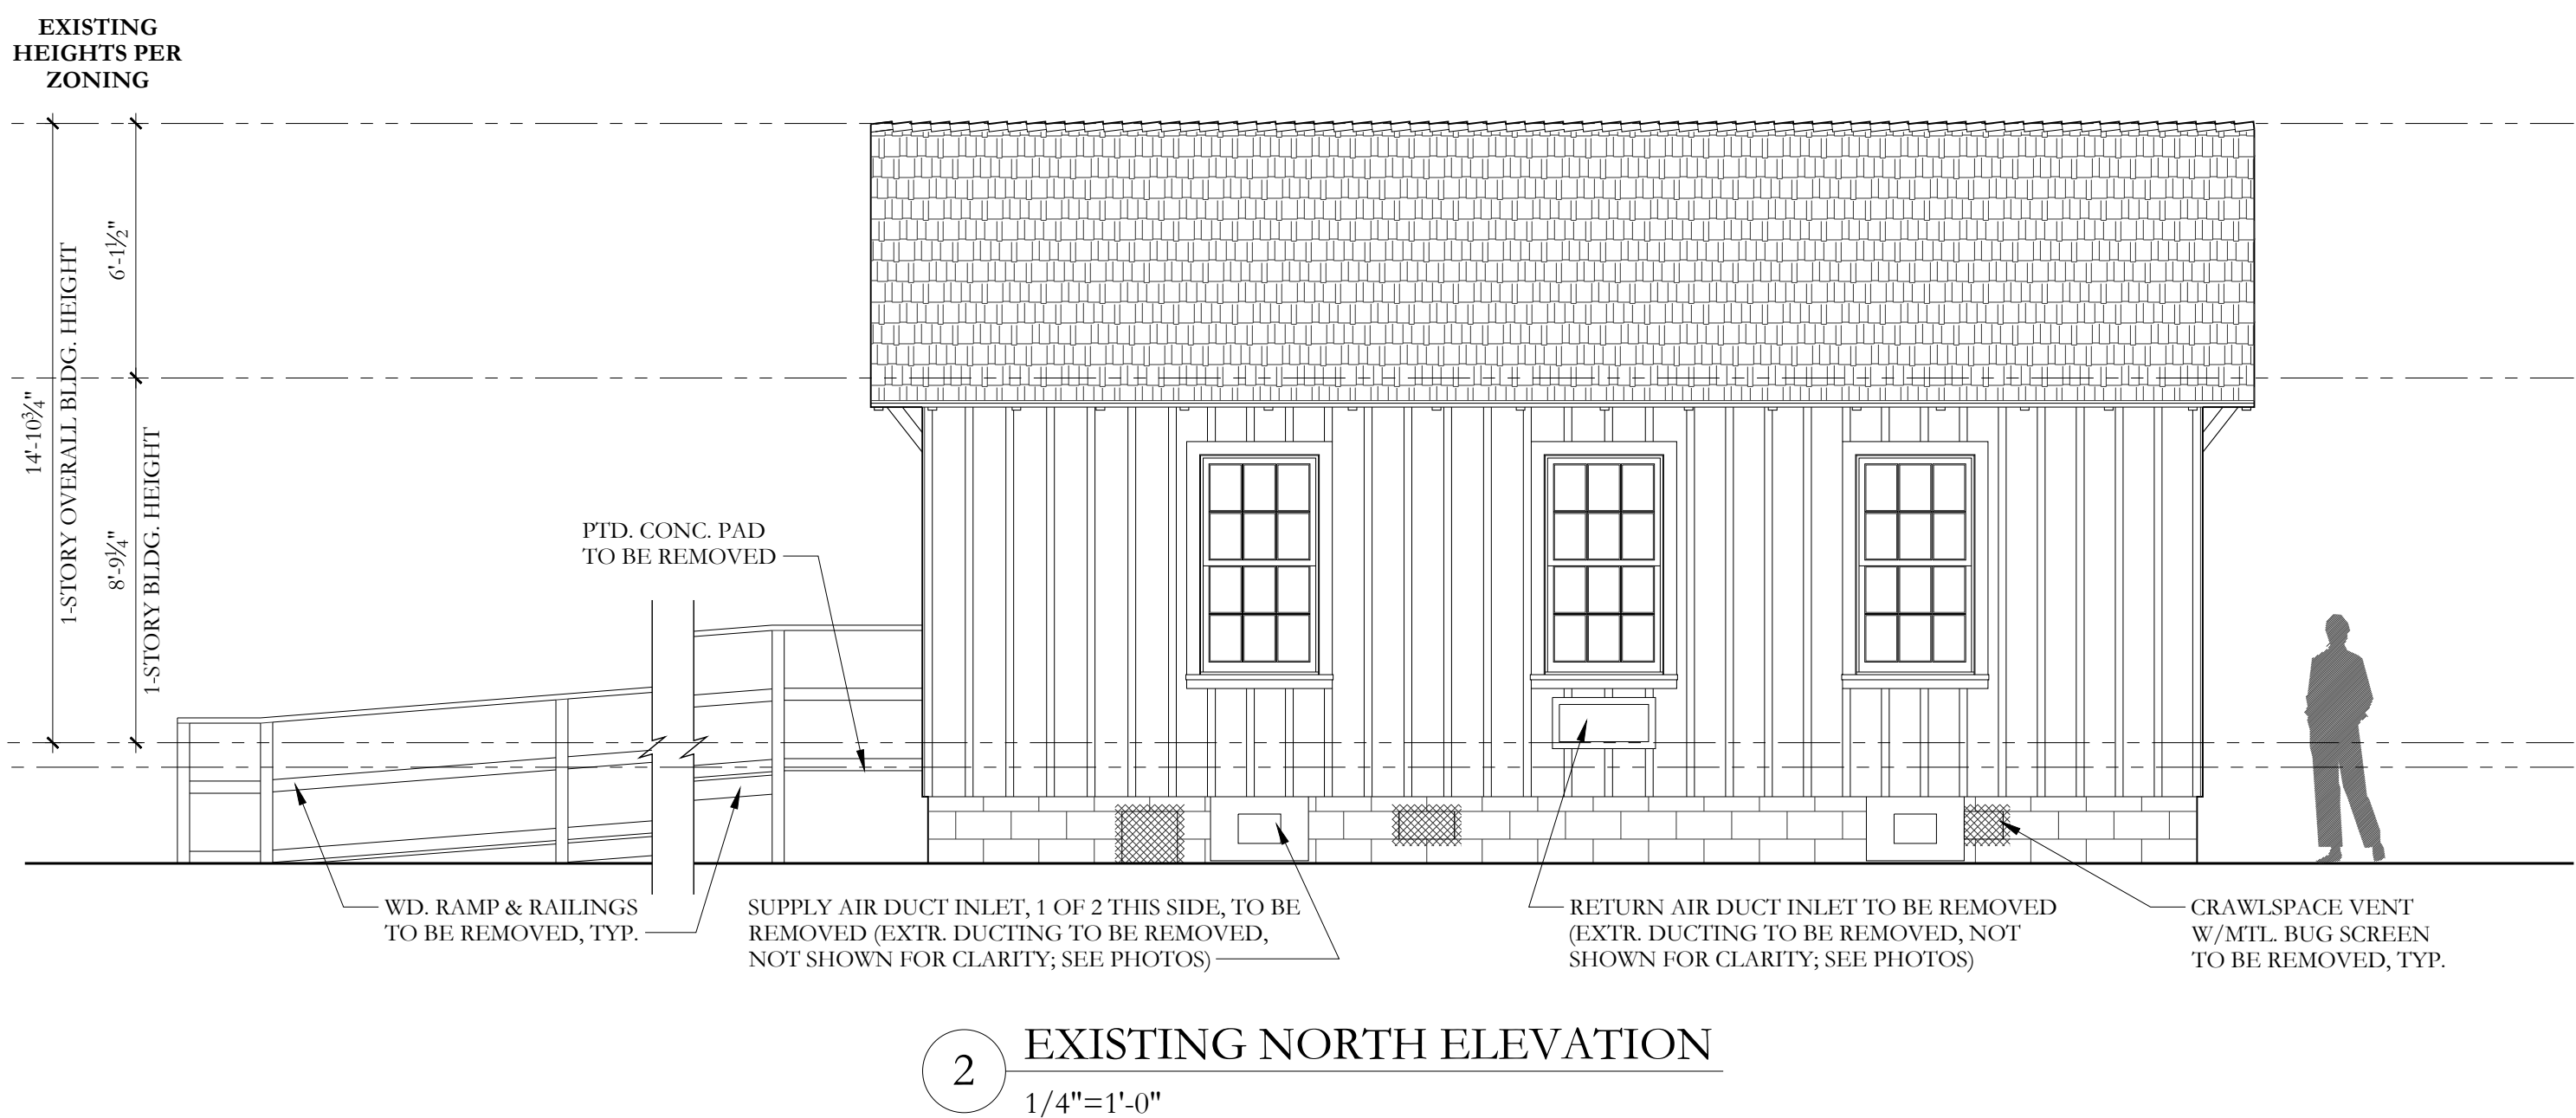 EXISTING
HEIGHTS PER
ZONING
14'-10¾"
1-STORY OVERALL BLDG. HEIGHT
6'-1½"
8'-9¼"
1-STORY BLDG. HEIGHT
PTD. CONC. PAD
TO BE REMOVED
WD. RAMP & RAILINGS
TO BE REMOVED, TYP.
SUPPLY AIR DUCT INLET, 1 OF 2 THIS SIDE, TO BE
REMOVED (EXTR. DUCTING TO BE REMOVED,
NOT SHOWN FOR CLARITY; SEE PHOTOS)
RETURN AIR DUCT INLET TO BE REMOVED
(EXTR. DUCTING TO BE REMOVED, NOT
SHOWN FOR CLARITY; SEE PHOTOS)
CRAWLSPACE VENT
W/MTL. BUG SCREEN
TO BE REMOVED, TYP.
2
EXISTING NORTH ELEVATION
1/4"=1'-0"